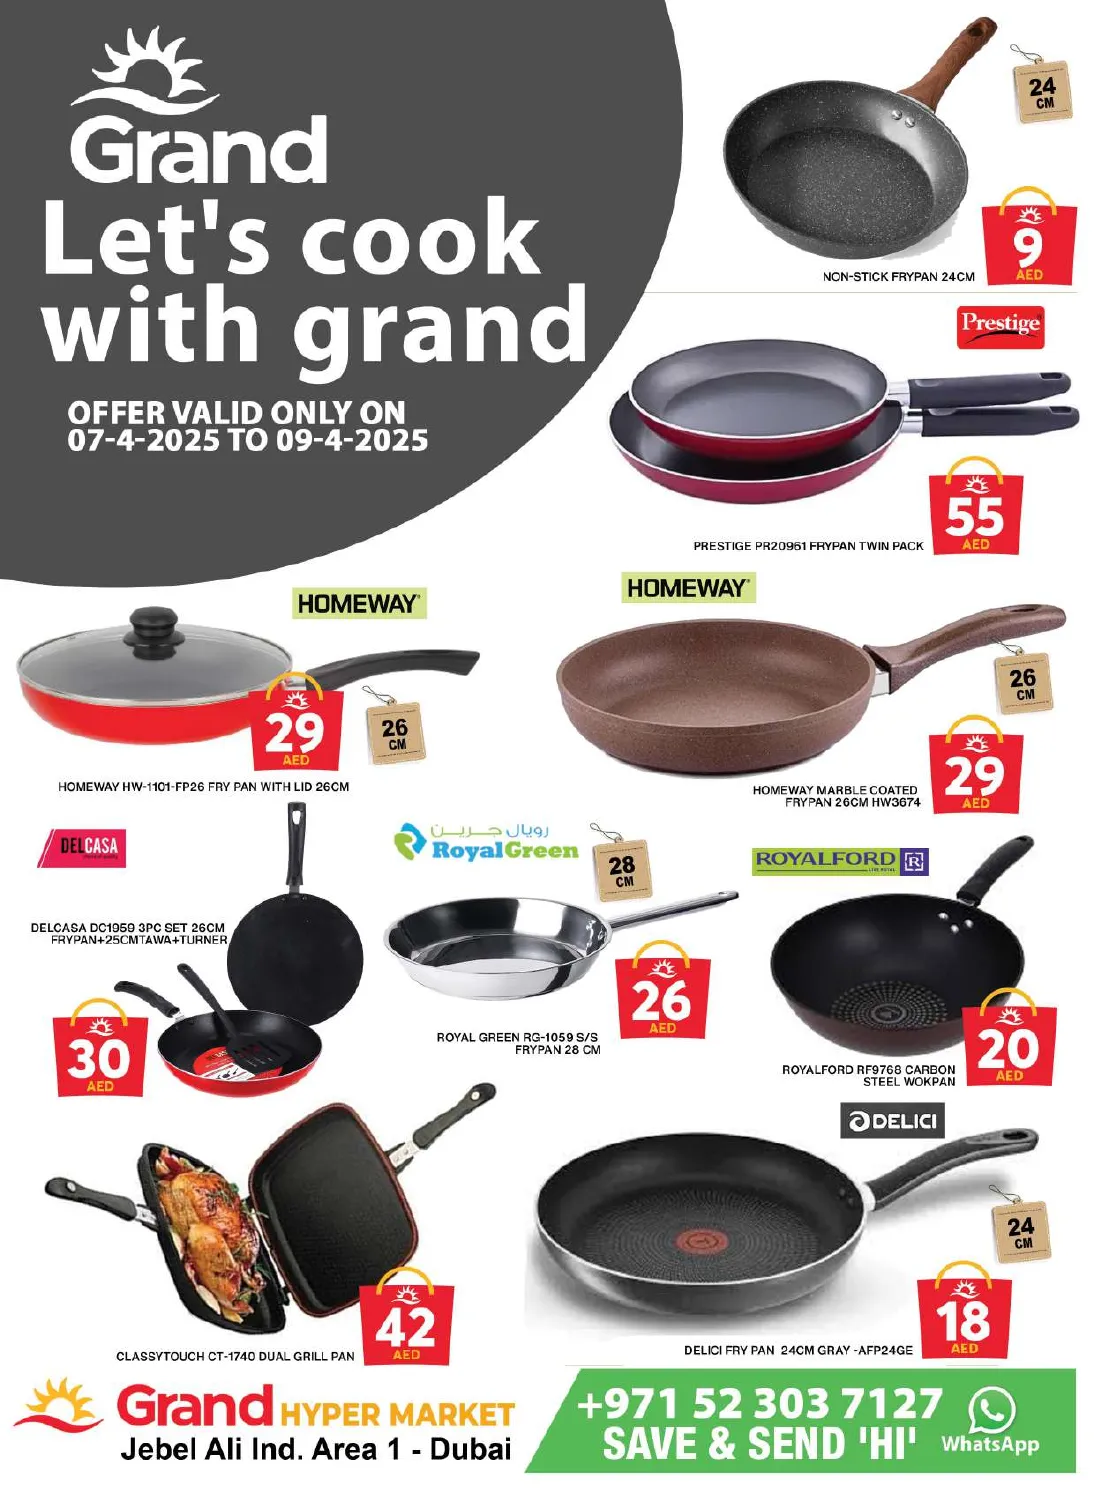 Grand
Let's cook
with grand
OFFER VALID ONLY ON
07-4-2025 TO 09-4-2025
24
CM
9
AED
NON-STICK FRYPAN 24CM
Prestige
55
AED
PRESTIGE PR20961 FRYPAN TWIN PACK
HOMEWAY
29
AED
26
CM
HOMEWAY HW-1101-FP26 FRY PAN WITH LID 26CM
HOMEWAY
26
CM
29
AED
HOMEWAY MARBLE COATED
FRYPAN 26CM HW3674
DELCASA
DELCASA DC1959 3PC SET 26CM
FRYPAN+25CMTAWA+TURNER
30
AED
رويال جرين
RoyalGreen
28
CM
26
AED
ROYAL GREEN RG-1059 S/S
FRYPAN 28 CM
ROYALFORD R
20
AED
ROYALFORD RF9768 CARBON
STEEL WOKPAN
42
AED
CLASSYTOUCH CT-1740 DUAL GRILL PAN
DELICI
24
CM
18
AED
DELICI FRY PAN 24CM GRAY -AFP24GE
Grand HYPER MARKET
Jebel Ali Ind. Area 1 - Dubai
+971 52 303 7127
SAVE & SEND 'HI'
WhatsApp